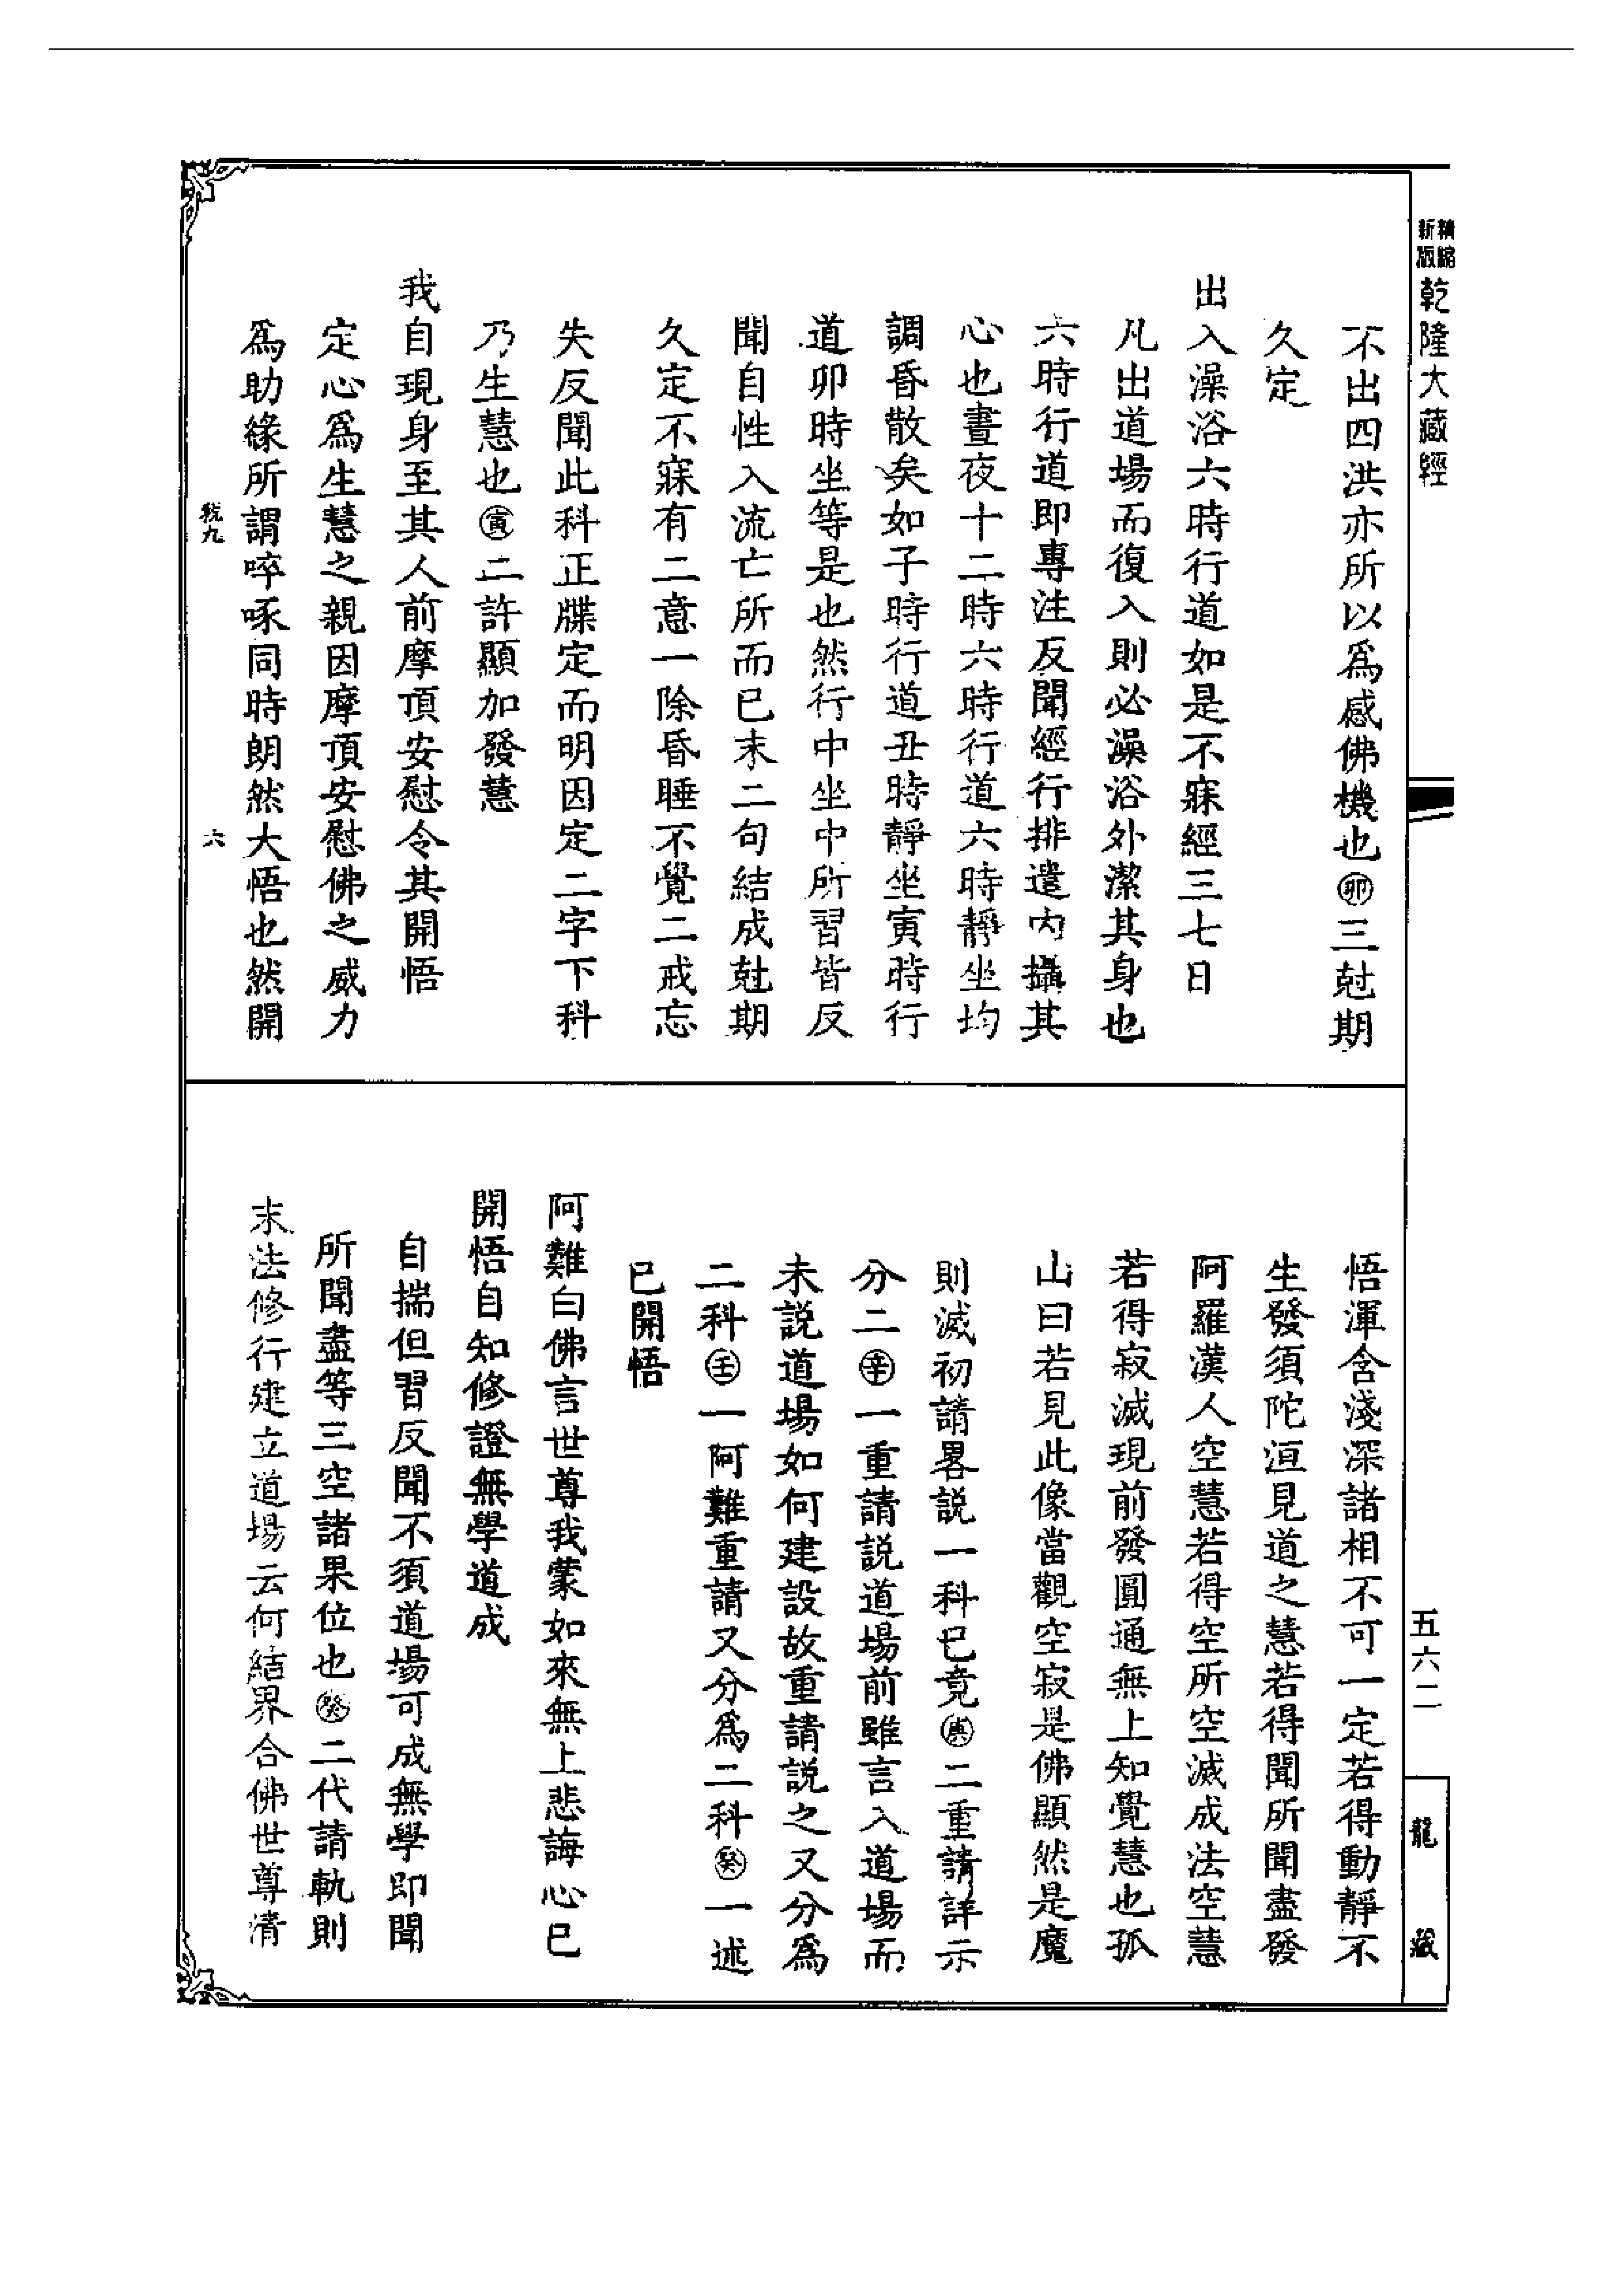 精縮
新版
乾隆大藏經
不出四洪亦所以爲感佛機也㊞三尅期
久定
出入澡浴六時行道如是不寐經三七日
凡出道場而復入則必澡浴外潔其身也
六時行道即專注反聞經行排遣内攝其
心也晝夜十二時六時行道六時靜坐均
調昏散矣如子時行道丑時靜坐寅時行
道卯時坐等是也然行中坐中所習皆反
聞自性入流亡所而已末二句結成尅期
久定不寐有二意一除昏睡不覺二戒忘
失反聞此科正牒定而明因定二字下科
乃生慧也寅二許顯加發慧
我自現身至其人前摩頂安慰令其開悟
定心爲生慧之親因摩頂安慰佛之威力
爲助緣所謂啐啄同時朗然大悟也然開
九
六
悟渾含淺深諸相不可一定若得動靜不
生發須陀洹見道之慧若得聞所聞盡發
阿羅漢人空慧若得空所空滅成法空慧
若得寂滅現前發圓通無上知覺慧也孤
山曰若見此像當觀空寂是佛顯然是魔
則滅初請畧説一科已竟庚二重請詳示
分二辛一重請説道場前雖言入道場而
未説道場如何建設故重請説之又分爲
二科壬一阿難重請又分爲二科癸一述
已開悟
阿難白佛言世尊我蒙如來無上悲誨心已
開悟自知修證無學道成
自揣但習反聞不須道場可成無學即聞
所聞盡等三空諸果位也癸二代請軌則
末法修行建立道場云何結界合佛世尊清
五六二
龍藏